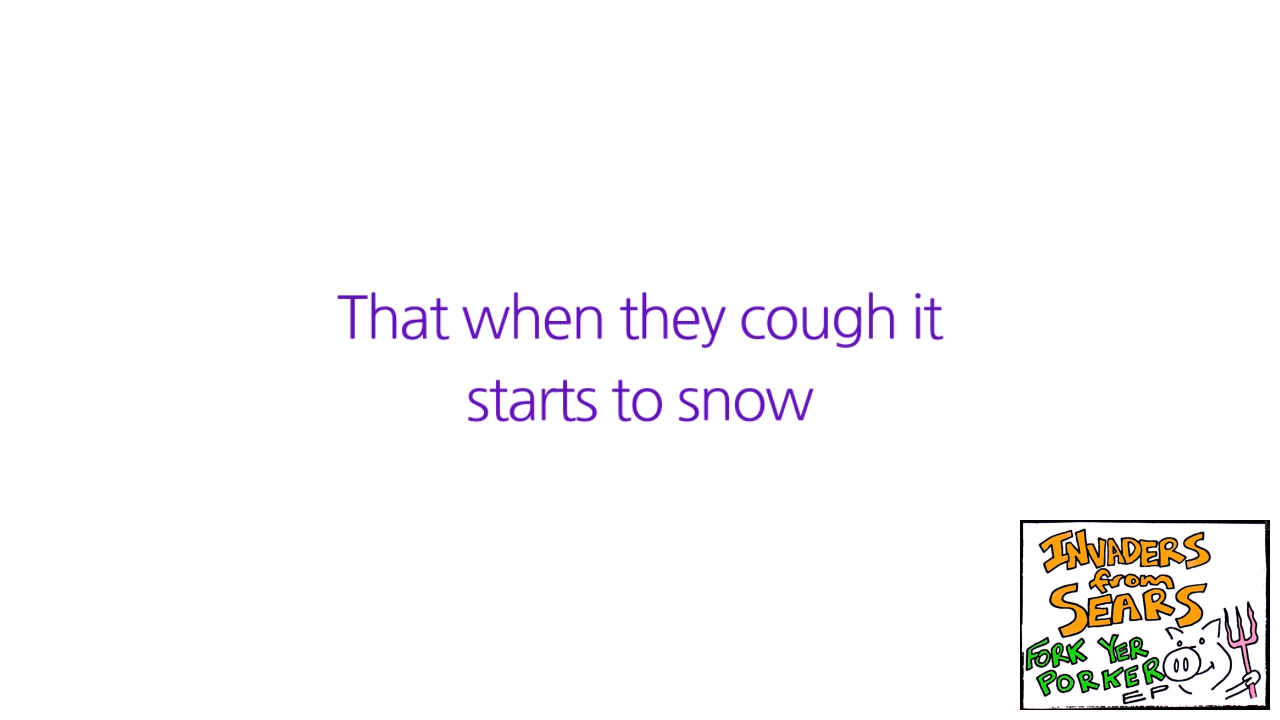 That when they cough it
starts to snow
INVADERS
from
SEARS
FORK YER
PORKER
EP